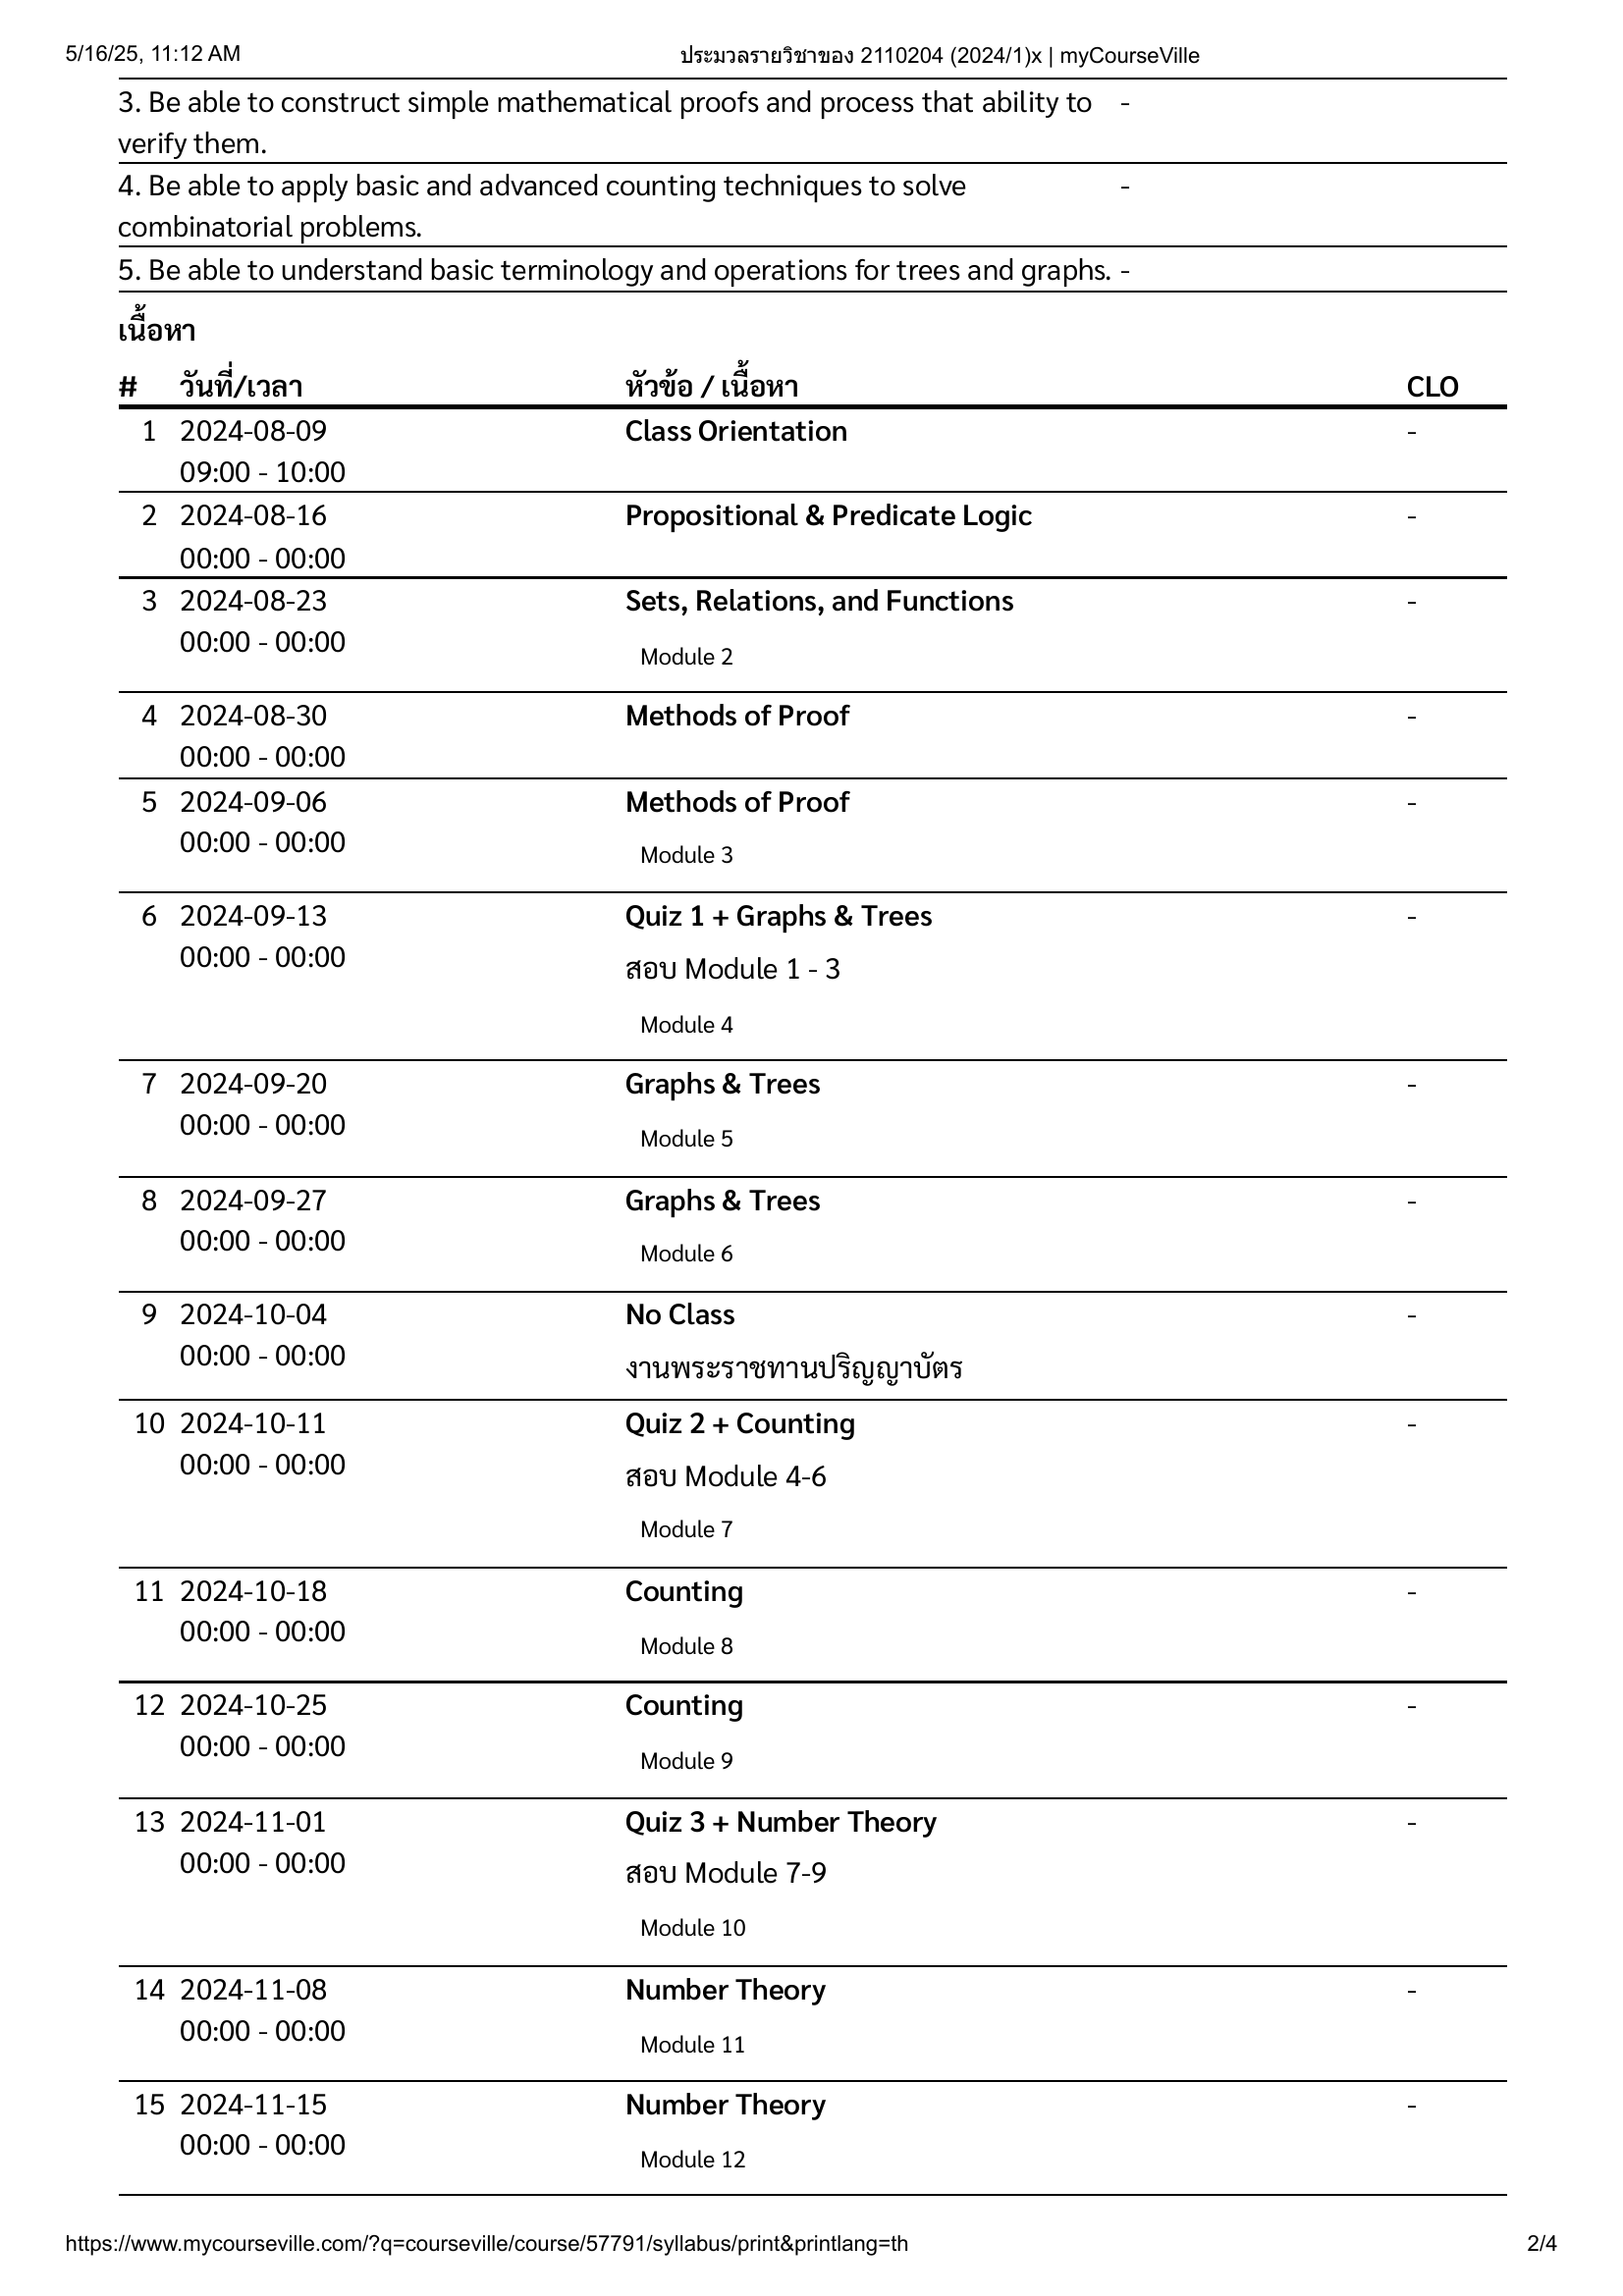 5/16/25, 11:12 AM ประมวลรายวิชาของ 2110204 (2024/1)x | myCourseVille
3. Be able to construct simple mathematical proofs and process that ability to -
verify them.
4. Be able to apply basic and advanced counting techniques to solve -
combinatorial problems.
5. Be able to understand basic terminology and operations for trees and graphs. -
เนื้อหา
# วันที่/เวลา หัวข้อ / เนื้อหา CLO
1 2024-08-09 Class Orientation -
09:00 - 10:00
2 2024-08-16 Propositional & Predicate Logic -
00:00 - 00:00
3 2024-08-23 Sets, Relations, and Functions -
00:00 - 00:00
Module 2
4 2024-08-30 Methods of Proof -
00:00 - 00:00
5 2024-09-06 Methods of Proof -
00:00 - 00:00
Module 3
6 2024-09-13 Quiz 1 + Graphs & Trees -
00:00 - 00:00
สอบ Module 1 - 3
Module 4
7 2024-09-20 Graphs & Trees -
00:00 - 00:00
Module 5
8 2024-09-27 Graphs & Trees -
00:00 - 00:00
Module 6
9 2024-10-04 No Class -
00:00 - 00:00
งานพระราชทานปริญญาบัตร
10 2024-10-11 Quiz 2 + Counting -
00:00 - 00:00
สอบ Module 4-6
Module 7
11 2024-10-18 Counting -
00:00 - 00:00
Module 8
12 2024-10-25 Counting -
00:00 - 00:00
Module 9
13 2024-11-01 Quiz 3 + Number Theory -
00:00 - 00:00
สอบ Module 7-9
Module 10
14 2024-11-08 Number Theory -
00:00 - 00:00
Module 11
15 2024-11-15 Number Theory -
00:00 - 00:00
Module 12
https://www.mycourseville.com/?q=courseville/course/57791/syllabus/print&printlang=th 2/4